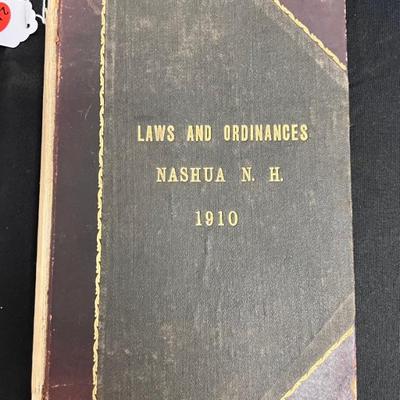 LAWS AND ORDINANCES
NASHUA N. H.
1910